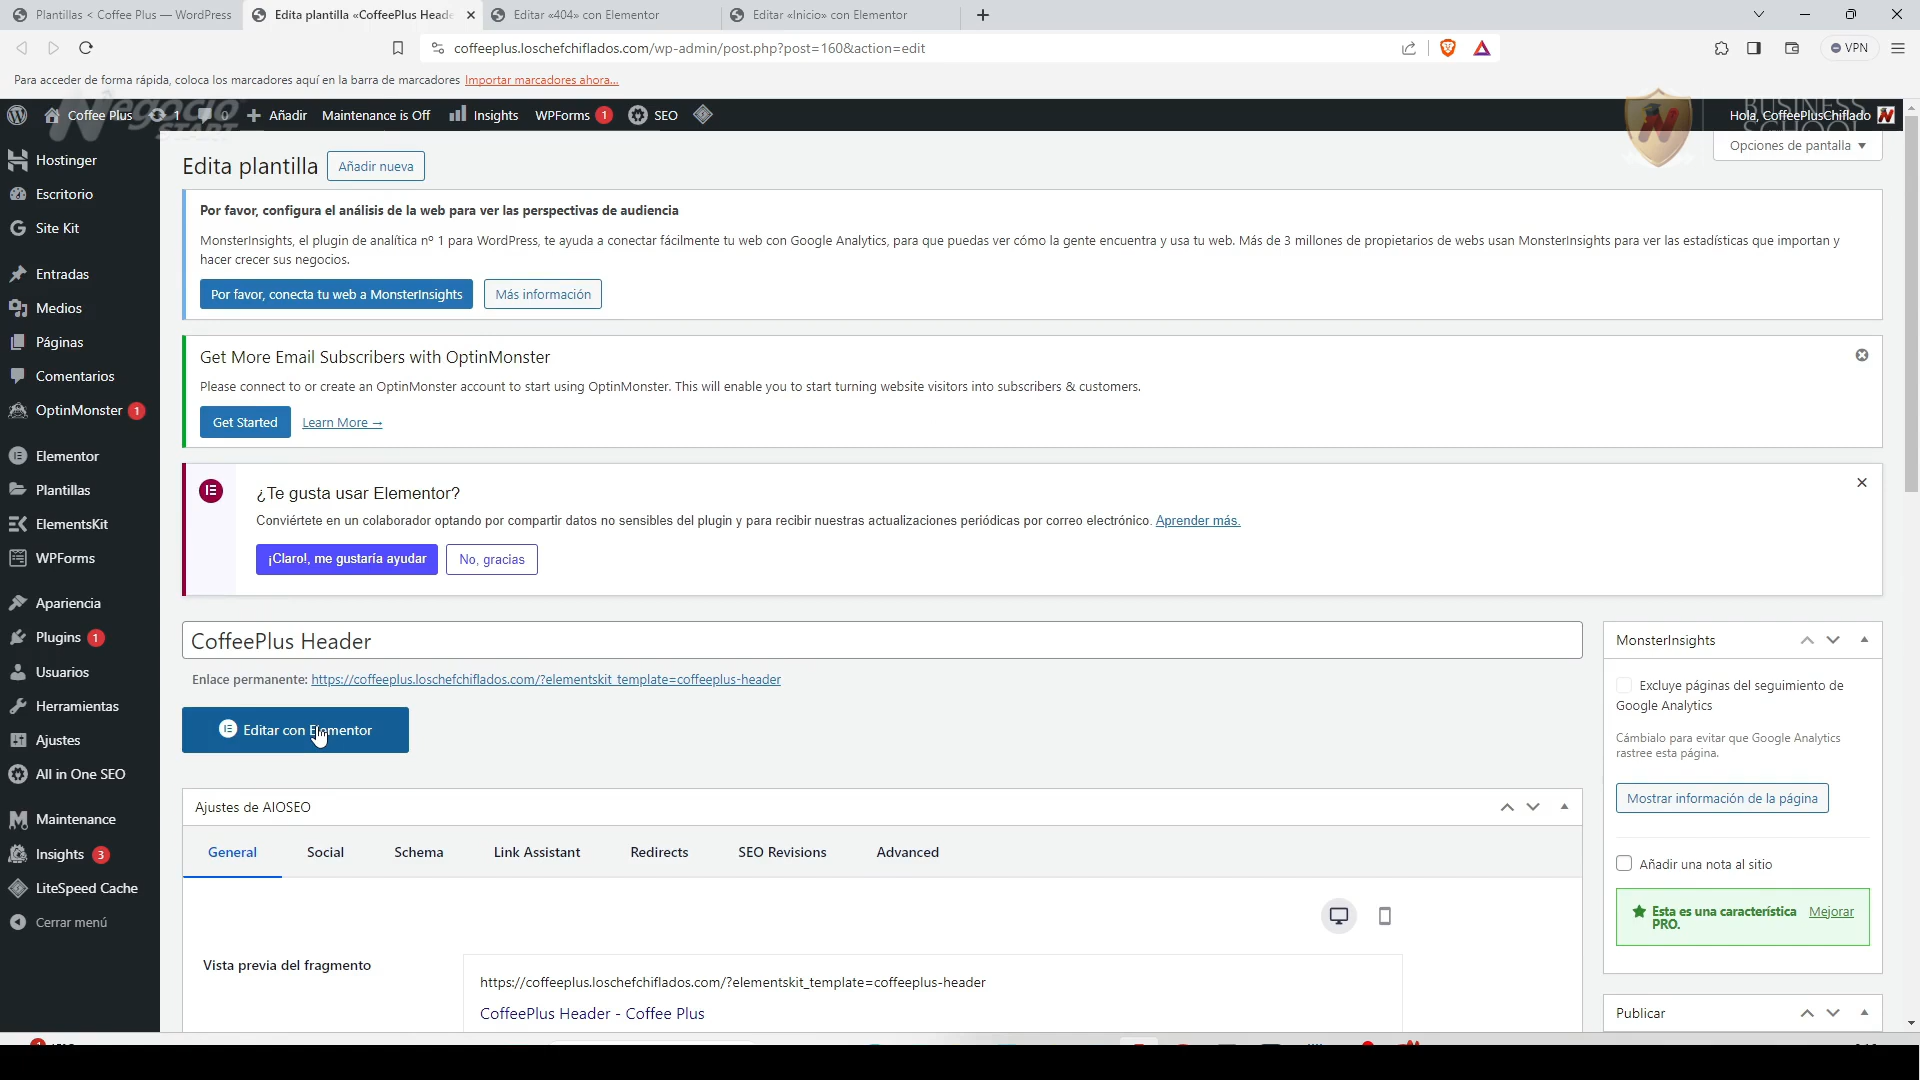 Plantillas < Coffee Plus — WordPress
Edita plantilla «CoffeePlus Heade
Editar «404» con Elementor
Editar «Inicio» con Elementor
coffeeplus.loschefchiflados.com/wp-admin/post.php?post=160&action=edit
VPN
Para acceder de forma rápida, coloca los marcadores aquí en la barra de marcadores Importar marcadores ahora...
Negocio
START
BUSINESS
SCHOOL
Coffee Plus
1
0
Añadir
Maintenance is Off
Insights
WPForms 1
SEO
Hola, CoffeePlusChiflado
Opciones de pantalla
Hostinger
Escritorio
Site Kit
Entradas
Medios
Páginas
Comentarios
OptinMonster 1
Elementor
Plantillas
ElementsKit
WPForms
Apariencia
Plugins 1
Usuarios
Herramientas
Ajustes
All in One SEO
Maintenance
Insights 3
LiteSpeed Cache
Cerrar menú
Edita plantilla
Añadir nueva
Por favor, configura el análisis de la web para ver las perspectivas de audiencia
MonsterInsights, el plugin de analítica nº 1 para WordPress, te ayuda a conectar fácilmente tu web con Google Analytics, para que puedas ver cómo la gente encuentra y usa tu web. Más de 3 millones de propietarios de webs usan MonsterInsights para ver las estadísticas que importan y
hacer crecer sus negocios.
Por favor, conecta tu web a MonsterInsights
Más información
Get More Email Subscribers with OptinMonster
Please connect to or create an OptinMonster account to start using OptinMonster. This will enable you to start turning website visitors into subscribers & customers.
Get Started
Learn More →
¿Te gusta usar Elementor?
Conviértete en un colaborador optando por compartir datos no sensibles del plugin y para recibir nuestras actualizaciones periódicas por correo electrónico. Aprender más.
¡Claro!, me gustaría ayudar
No, gracias
CoffeePlus Header
Enlace permanente: https://coffeeplus.loschefchiflados.com/?elementskit_template=coffeeplus-header
Editar con Elementor
Ajustes de AIOSEO
General
Social
Schema
Link Assistant
Redirects
SEO Revisions
Advanced
Vista previa del fragmento
https://coffeeplus.loschefchiflados.com/?elementskit_template=coffeeplus-header
CoffeePlus Header - Coffee Plus
MonsterInsights
Excluye páginas del seguimiento de
Google Analytics
Cámbialo para evitar que Google Analytics
rastree esta página.
Mostrar información de la página
Añadir una nota al sitio
Esta es una característica
PRO.
Mejorar
Publicar